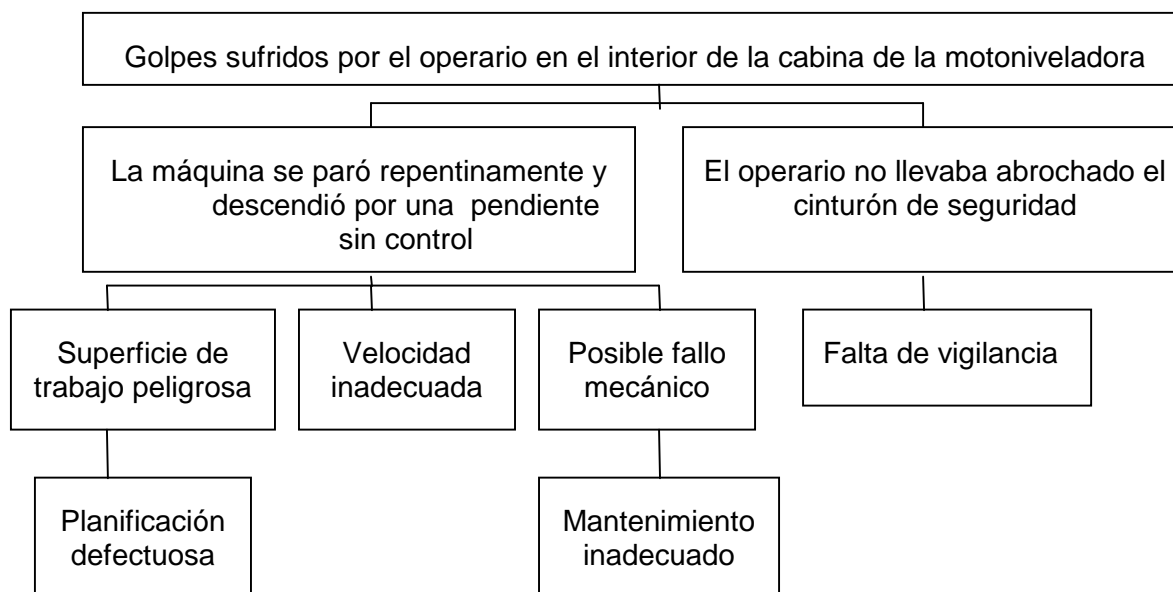 Golpes sufridos por el operario en el interior de la cabina de la motoniveladora
La máquina se paró repentinamente y
descendió por una pendiente
sin control
El operario no llevaba abrochado el
cinturón de seguridad
Superficie de
trabajo peligrosa
Velocidad
inadecuada
Posible fallo
mecánico
Falta de vigilancia
Planificación
defectuosa
Mantenimiento
inadecuado